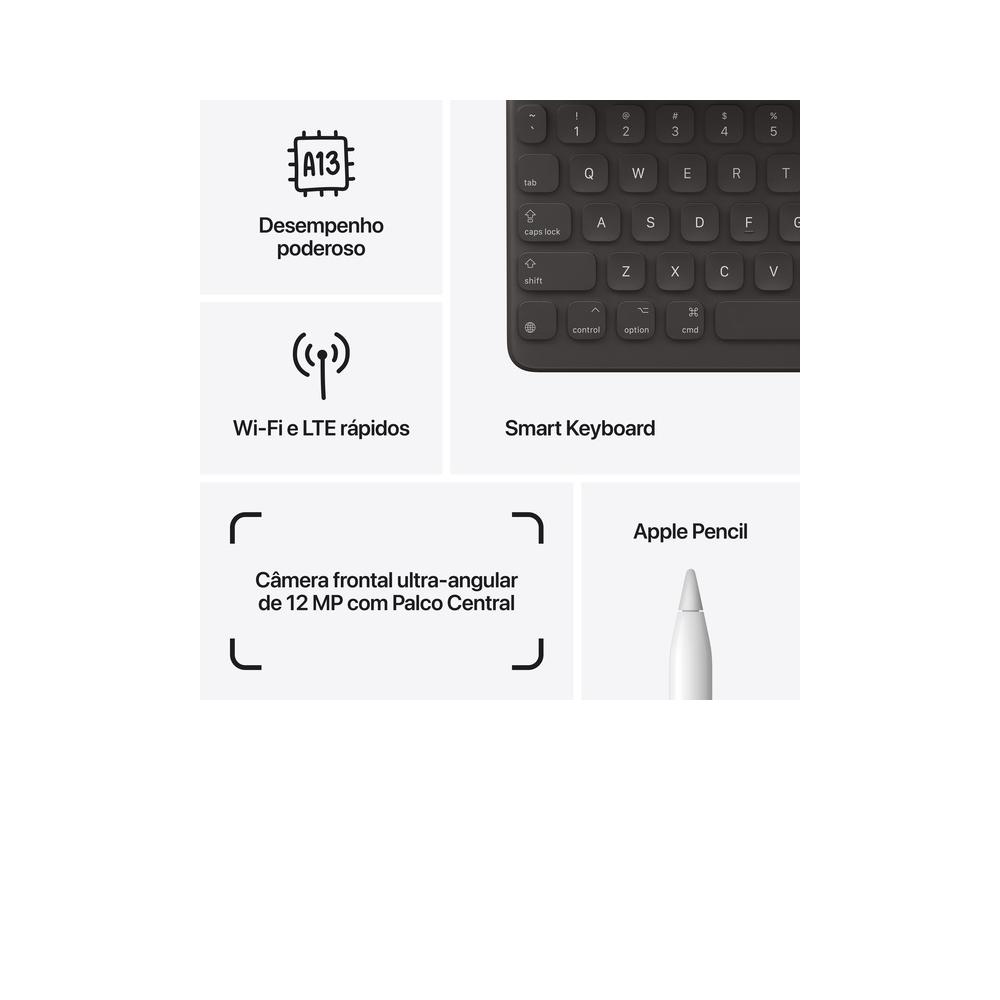 A13
Desempenho
poderoso
Wi-Fi e LTE rápidos
~ ! @ # $ %
` 1 2 3 4 5
tab Q W E R T
caps lock A S D F G
shift Z X C V
control option cmd
Smart Keyboard
Câmera frontal ultra-angular
de 12 MP com Palco Central
Apple Pencil